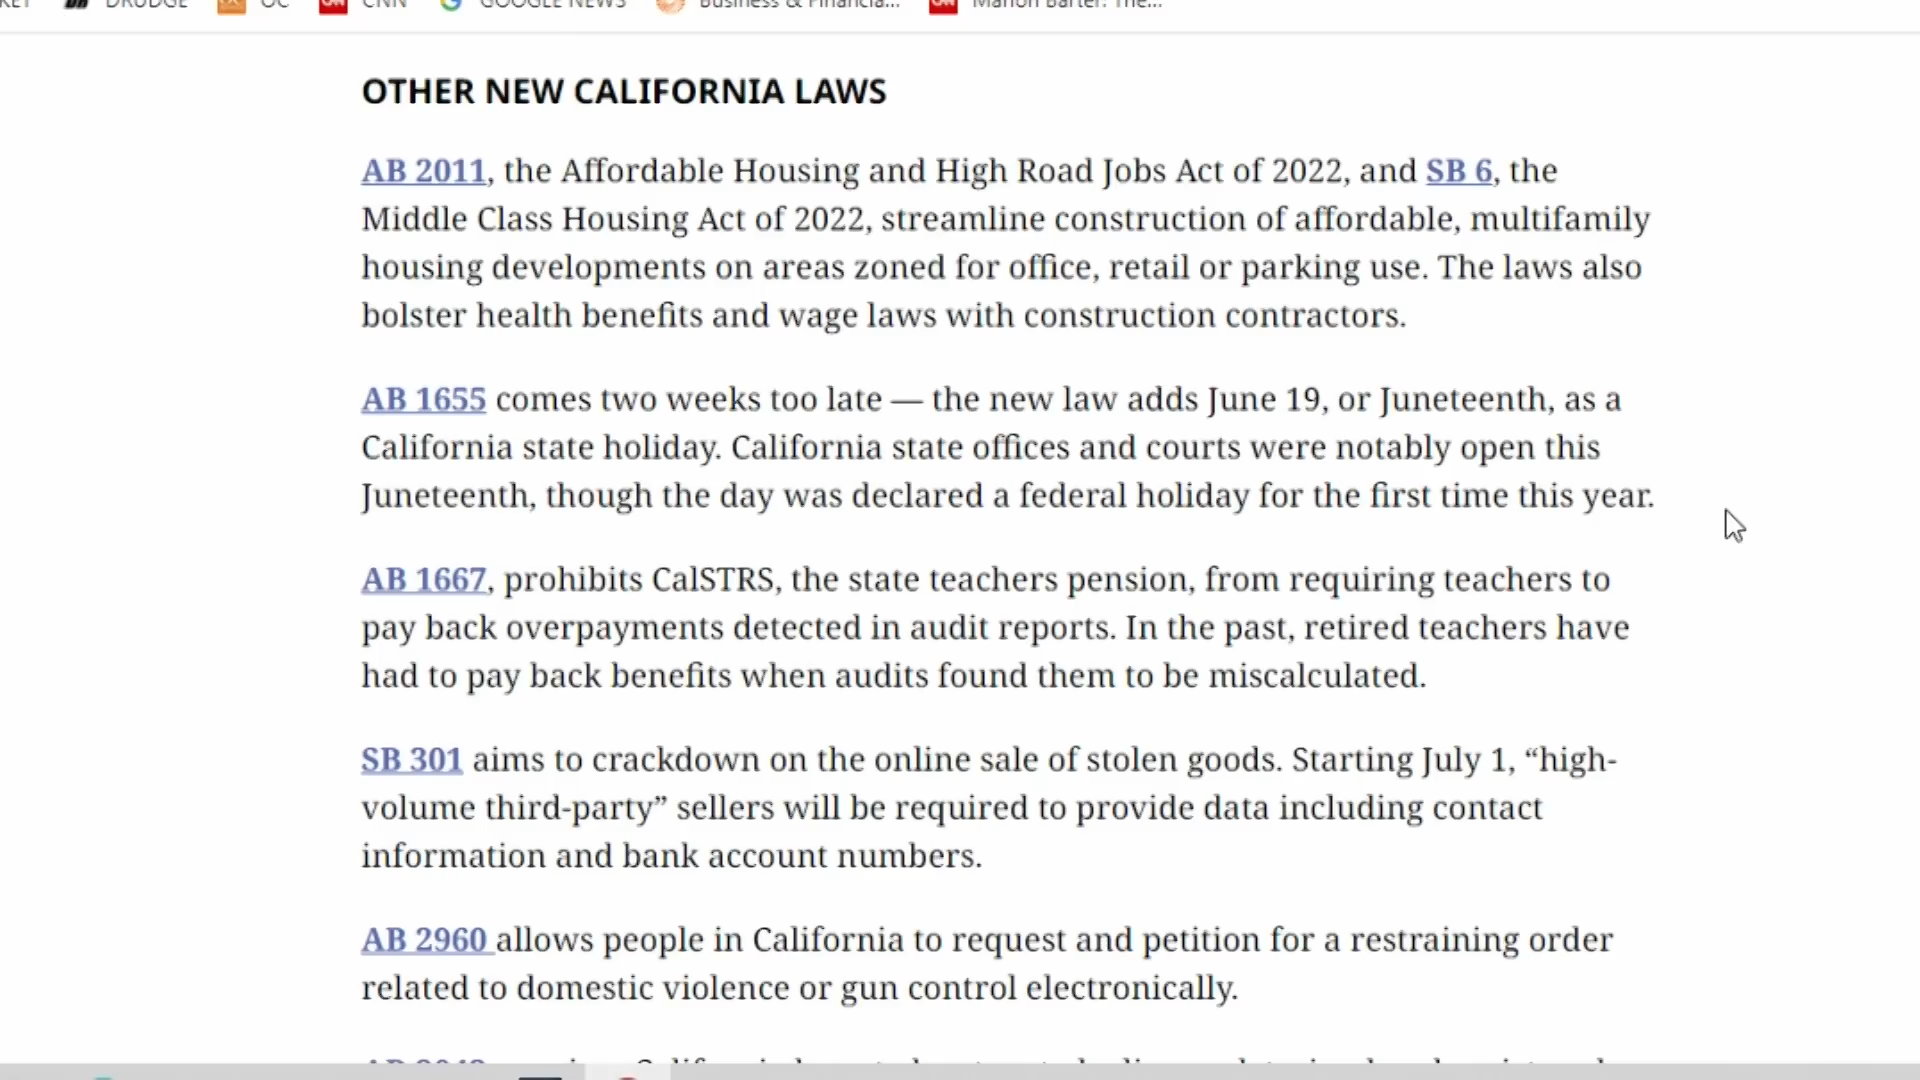 DRUDGE OC CNN GOOGLE NEWS Business & Financia... Marion Barter: The...
OTHER NEW CALIFORNIA LAWS
AB 2011, the Affordable Housing and High Road Jobs Act of 2022, and SB 6, the
Middle Class Housing Act of 2022, streamline construction of affordable, multifamily
housing developments on areas zoned for office, retail or parking use. The laws also
bolster health benefits and wage laws with construction contractors.
AB 1655 comes two weeks too late — the new law adds June 19, or Juneteenth, as a
California state holiday. California state offices and courts were notably open this
Juneteenth, though the day was declared a federal holiday for the first time this year.
AB 1667, prohibits CalSTRS, the state teachers pension, from requiring teachers to
pay back overpayments detected in audit reports. In the past, retired teachers have
had to pay back benefits when audits found them to be miscalculated.
SB 301 aims to crackdown on the online sale of stolen goods. Starting July 1, “high-
volume third-party” sellers will be required to provide data including contact
information and bank account numbers.
AB 2960 allows people in California to request and petition for a restraining order
related to domestic violence or gun control electronically.